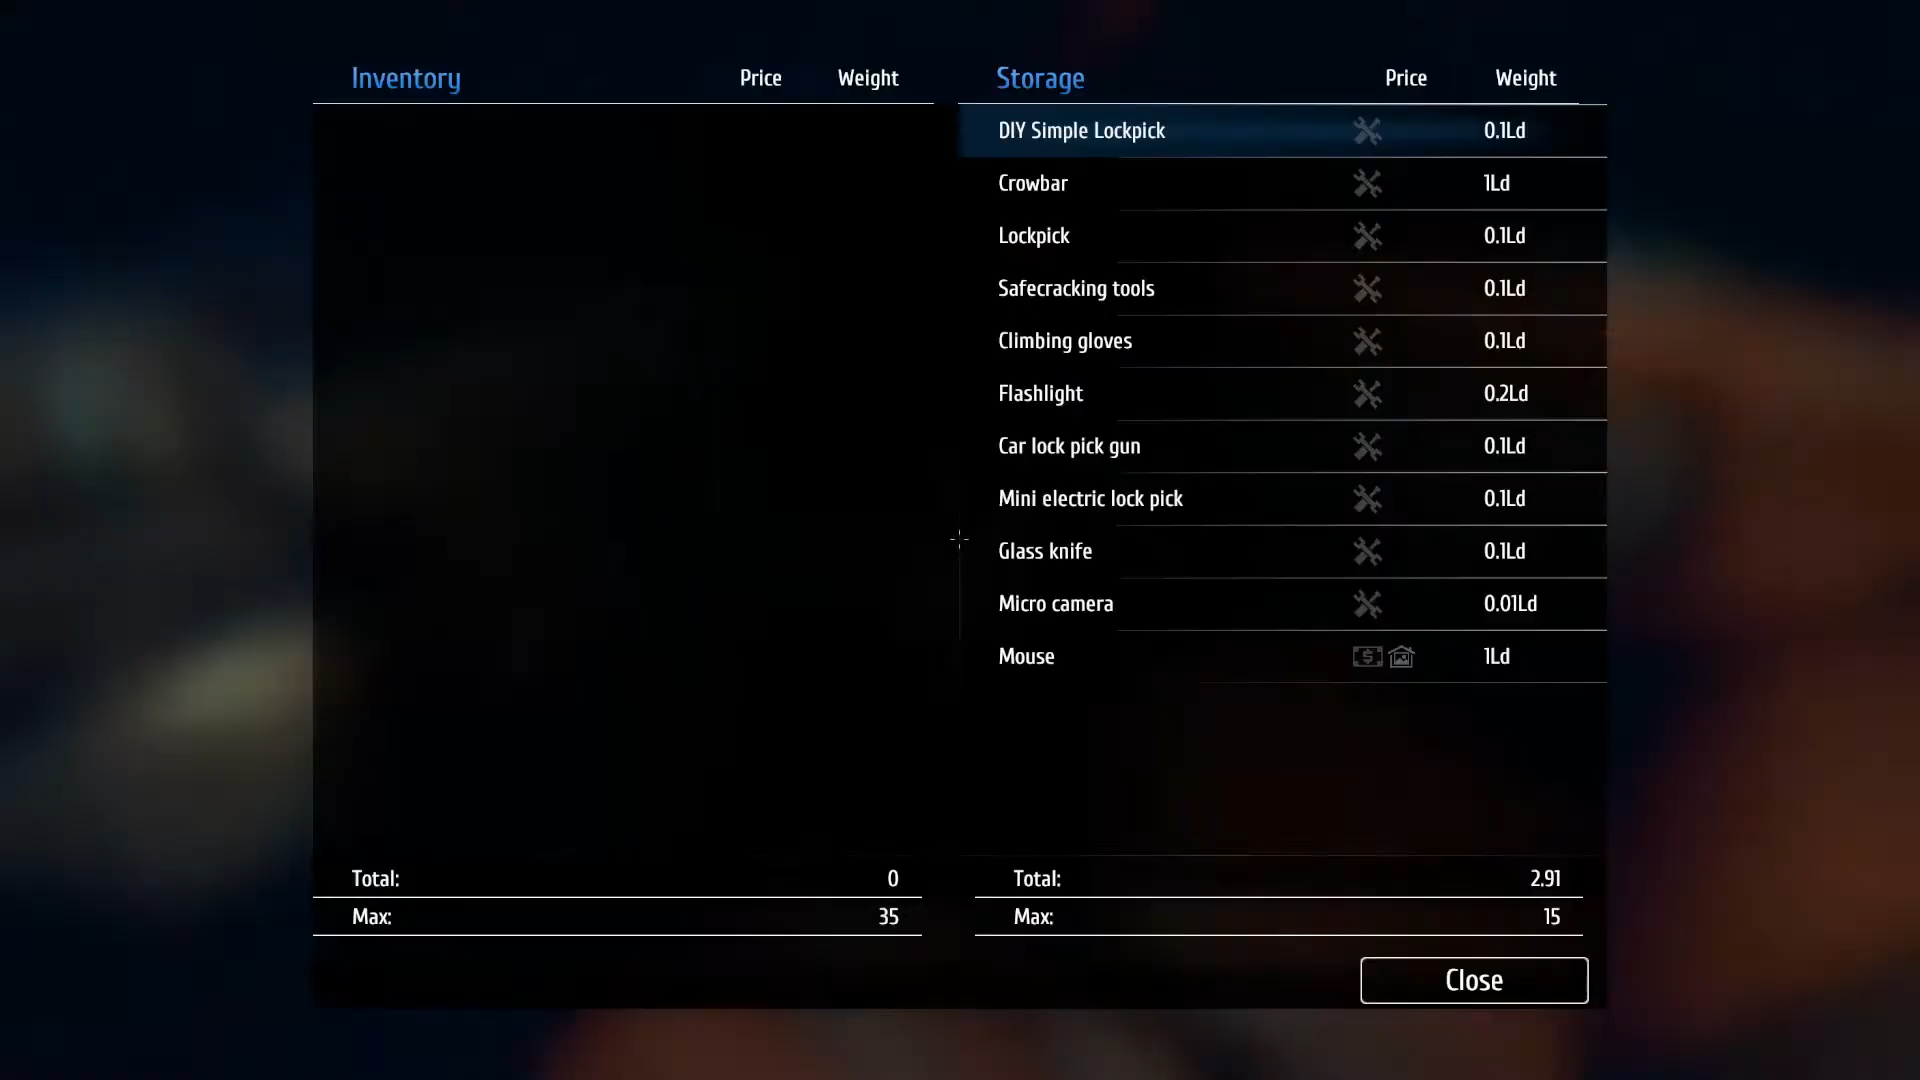 Inventory Price Weight
Storage Price Weight
DIY Simple Lockpick 0.1Ld
Crowbar 1Ld
Lockpick 0.1Ld
Safecracking tools 0.1Ld
Climbing gloves 0.1Ld
Flashlight 0.2Ld
Car lock pick gun 0.1Ld
Mini electric lock pick 0.1Ld
Glass knife 0.1Ld
Micro camera 0.01Ld
Mouse $ 1Ld
Total: 0
Max: 35
Total: 2.91
Max: 15
Close